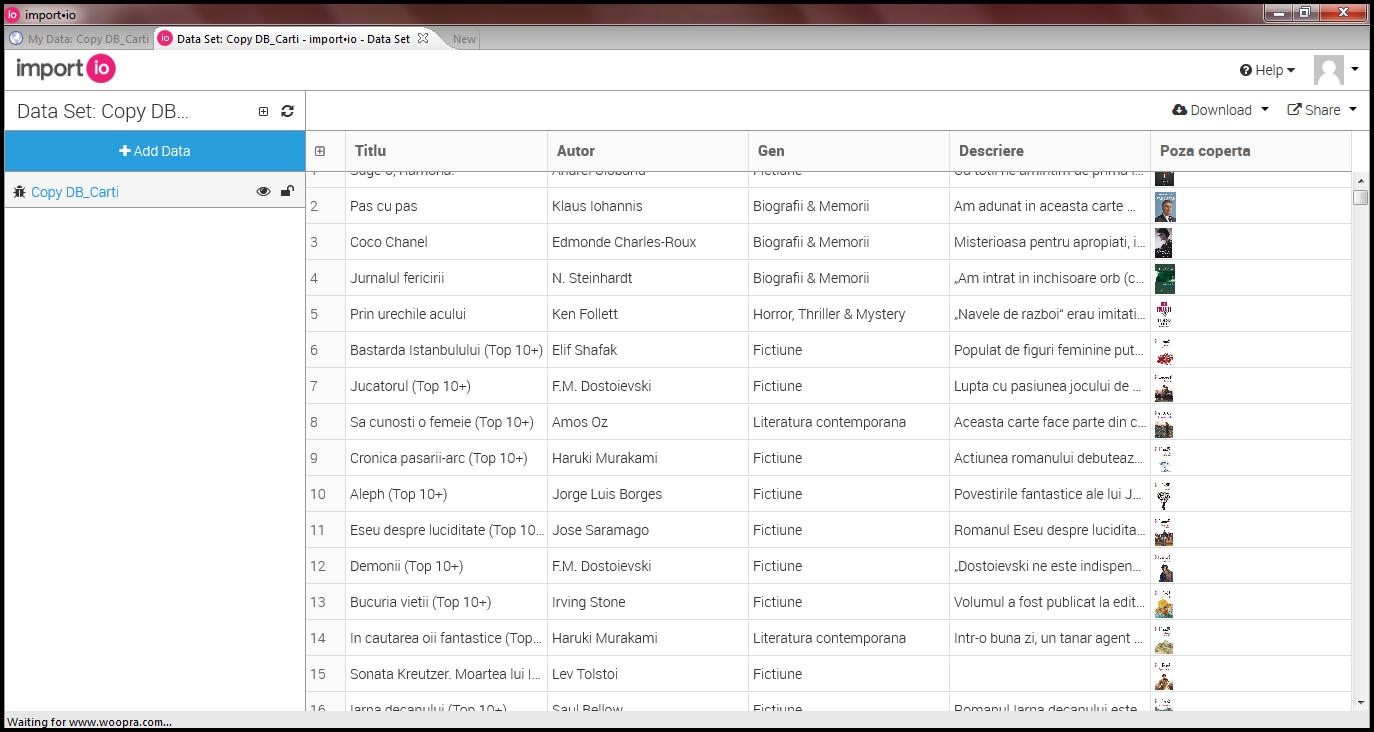 import•io
My Data: Copy DB_Carti
Data Set: Copy DB_Carti - import•io - Data Set
New
import io
Help
Data Set: Copy DB...
Download
Share
Add Data
Titlu Autor Gen Descriere Poza coperta
Copy DB_Carti
2 Pas cu pas Klaus Iohannis Biografii & Memorii Am adunat in aceasta carte ...
3 Coco Chanel Edmonde Charles-Roux Biografii & Memorii Misterioasa pentru apropiati, i...
4 Jurnalul fericirii N. Steinhardt Biografii & Memorii „Am intrat in inchisoare orb (c...
5 Prin urechile acului Ken Follett Horror, Thriller & Mystery „Navele de razboi“ erau imitati...
6 Bastarda Istanbulului (Top 10+) Elif Shafak Fictiune Populat de figuri feminine put...
7 Jucatorul (Top 10+) F.M. Dostoievski Fictiune Lupta cu pasiunea jocului de ...
8 Sa cunosti o femeie (Top 10+) Amos Oz Literatura contemporana Aceasta carte face parte din c...
9 Cronica pasarii-arc (Top 10+) Haruki Murakami Fictiune Actiunea romanului debuteaz...
10 Aleph (Top 10+) Jorge Luis Borges Fictiune Povestirile fantastice ale lui J...
11 Eseu despre luciditate (Top 10... Jose Saramago Fictiune Romanul Eseu despre lucidita...
12 Demonii (Top 10+) F.M. Dostoievski Fictiune „Dostoievski ne este indispen...
13 Bucuria vietii (Top 10+) Irving Stone Fictiune Volumul a fost publicat la edit...
14 In cautarea oii fantastice (Top... Haruki Murakami Literatura contemporana Intr-o buna zi, un tanar agent ...
15 Sonata Kreutzer. Moartea lui I... Lev Tolstoi Fictiune
16 Iarna decanului (Top 10+) Saul Bellow Fictiune Romanul Iarna decanului este
Waiting for www.woopra.com...